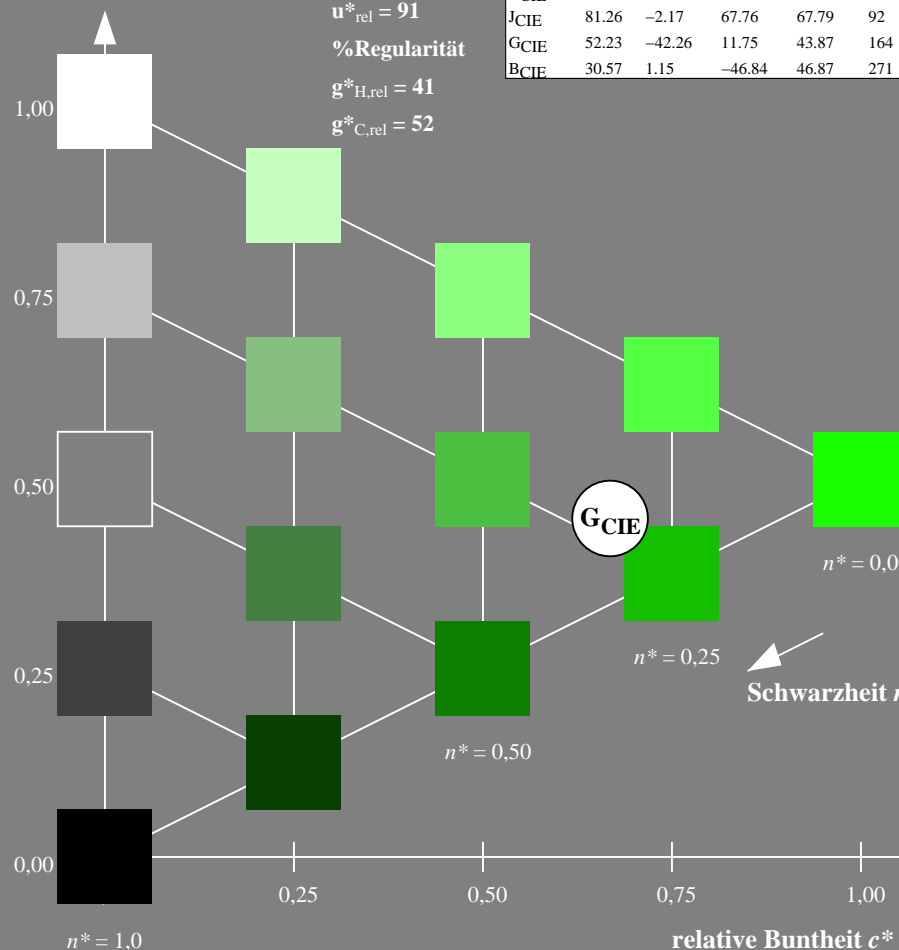 u*rel = 91
%Regularität
g*H,rel = 41
g*C,rel = 52
CIE
JCIE 81.26 −2.17 67.76 67.79 92
GCIE 52.23 −42.26 11.75 43.87 164
BCIE 30.57 1.15 −46.84 46.87 271
1,00
0,75
0,50
GCIE
n* = 0,0
n* = 0,25
0,25
Schwarzheit n
n* = 0,50
0,00
0,25 0,50 0,75 1,00
n* = 1,0
relative Buntheit c*